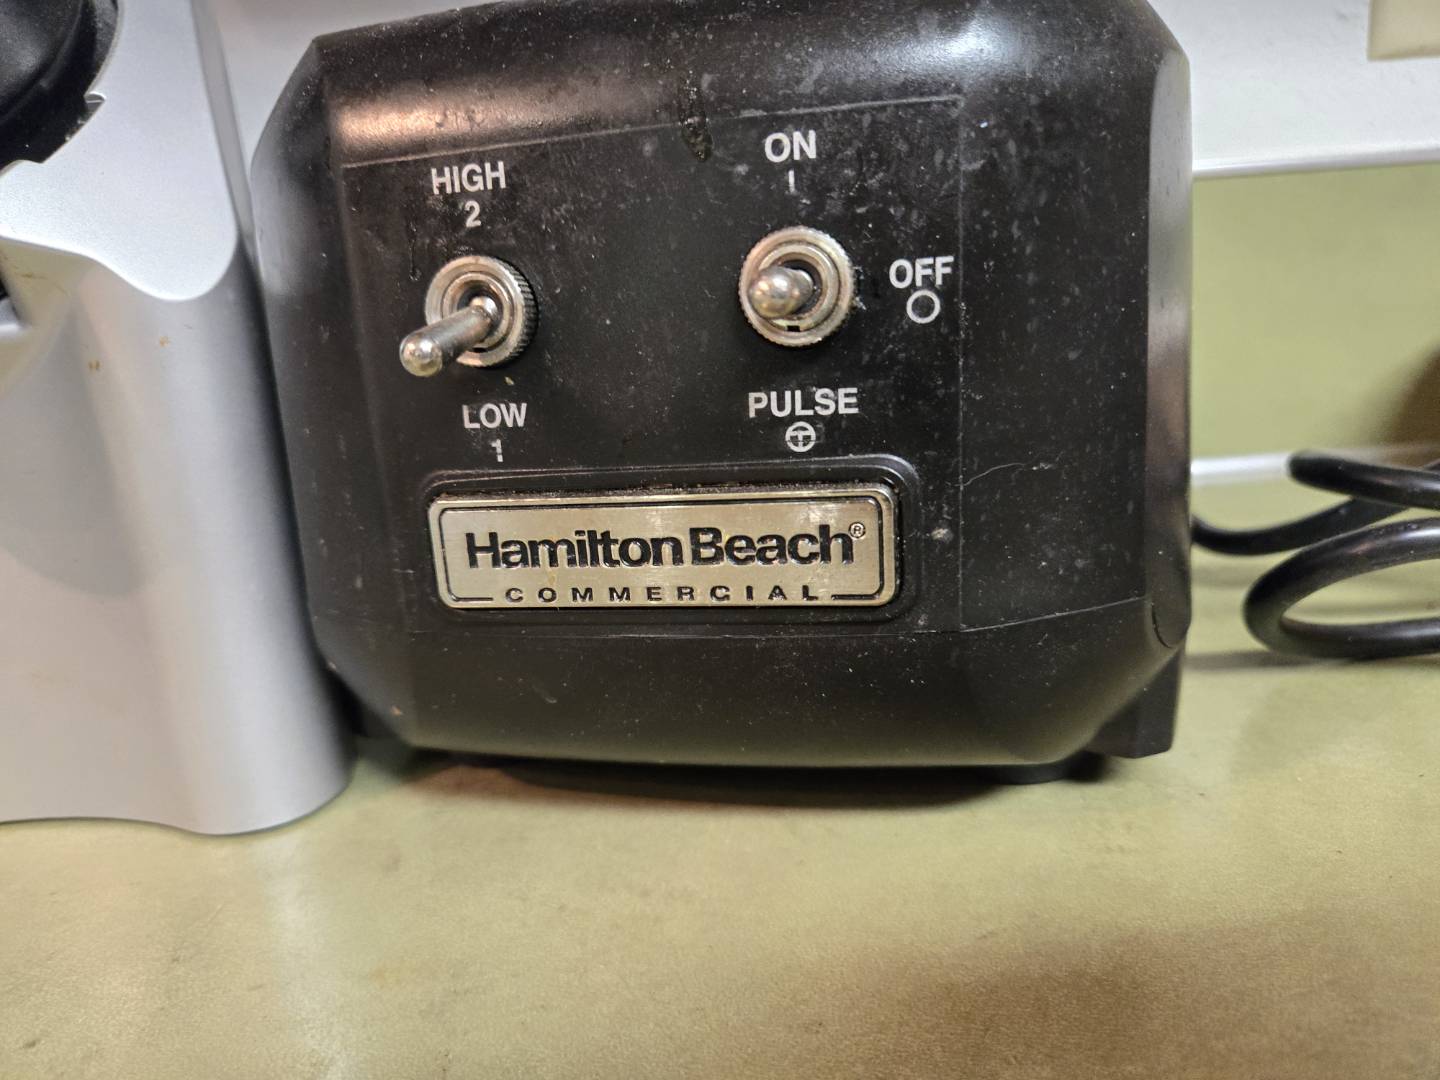 HIGH
2
LOW
1
ON
I
OFF
PULSE
Hamilton Beach®
COMMERCIAL